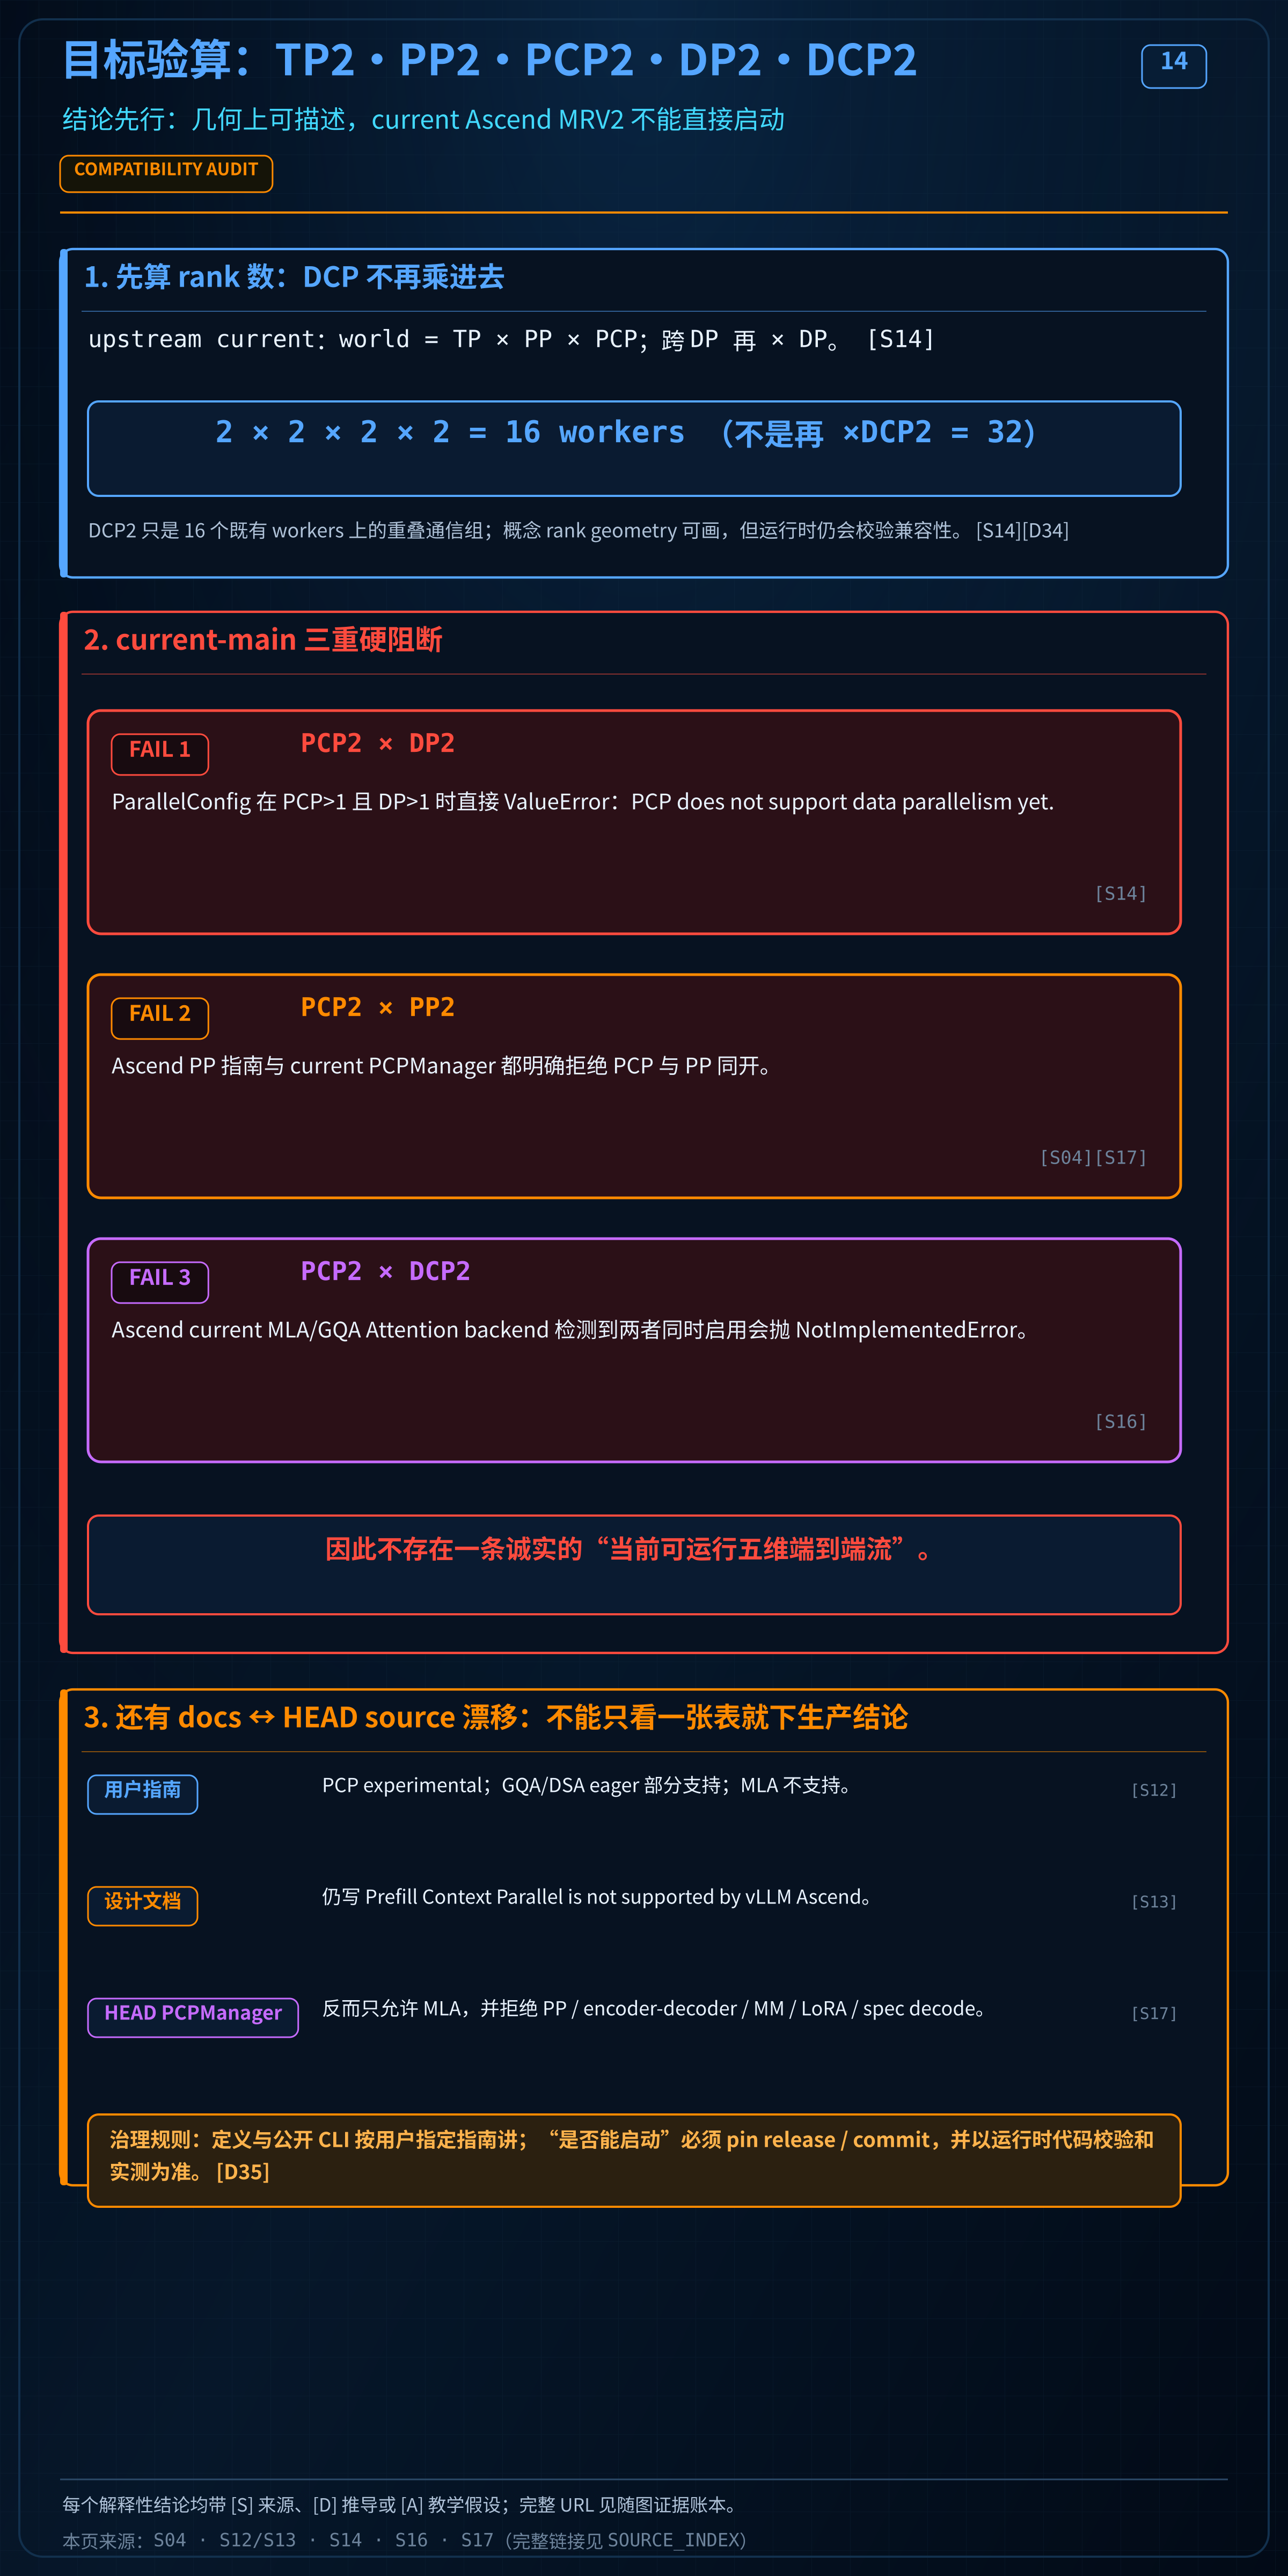 目标验算：TP2・PP2・PCP2・DP2・DCP2
14
结论先行：几何上可描述，current Ascend MRV2 不能直接启动
COMPATIBILITY AUDIT
1. 先算 rank 数：DCP 不再乘进去
upstream current：world = TP × PP × PCP；跨 DP 再 × DP。 [S14]
2 × 2 × 2 × 2 = 16 workers （不是再 ×DCP2 = 32）
DCP2 只是 16 个既有 workers 上的重叠通信组；概念 rank geometry 可画，但运行时仍会校验兼容性。 [S14][D34]
2. current-main 三重硬阻断
FAIL 1
PCP2 × DP2
ParallelConfig 在 PCP>1 且 DP>1 时直接 ValueError：PCP does not support data parallelism yet.
[S14]
FAIL 2
PCP2 × PP2
Ascend PP 指南与 current PCPManager 都明确拒绝 PCP 与 PP 同开。
[S04][S17]
FAIL 3
PCP2 × DCP2
Ascend current MLA/GQA Attention backend 检测到两者同时启用会抛 NotImplementedError。
[S16]
因此不存在一条诚实的“当前可运行五维端到端流”。
3. 还有 docs ↔ HEAD source 漂移：不能只看一张表就下生产结论
用户指南
PCP experimental；GQA/DSA eager 部分支持；MLA 不支持。
[S12]
设计文档
仍写 Prefill Context Parallel is not supported by vLLM Ascend。
[S13]
HEAD PCPManager
反而只允许 MLA，并拒绝 PP / encoder-decoder / MM / LoRA / spec decode。
[S17]
治理规则：定义与公开 CLI 按用户指定指南讲；“是否能启动”必须 pin release / commit，并以运行时代码校验和
实测为准。 [D35]
每个解释性结论均带 [S] 来源、[D] 推导或 [A] 教学假设；完整 URL 见随图证据账本。
本页来源：S04 · S12/S13 · S14 · S16 · S17（完整链接见 SOURCE_INDEX）